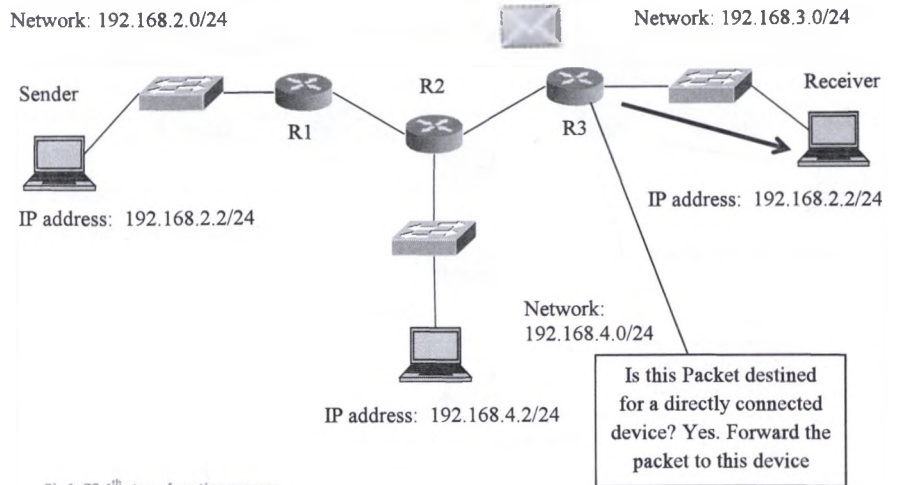 Network: 192.168.2.0/24
Network: 192.168.3.0/24
Sender
R1
R2
R3
Receiver
IP address: 192.168.2.2/24
IP address: 192.168.2.2/24
Network:
192.168.4.0/24
IP address: 192.168.4.2/24
Is this Packet destined
for a directly connected
device? Yes. Forward the
packet to this device